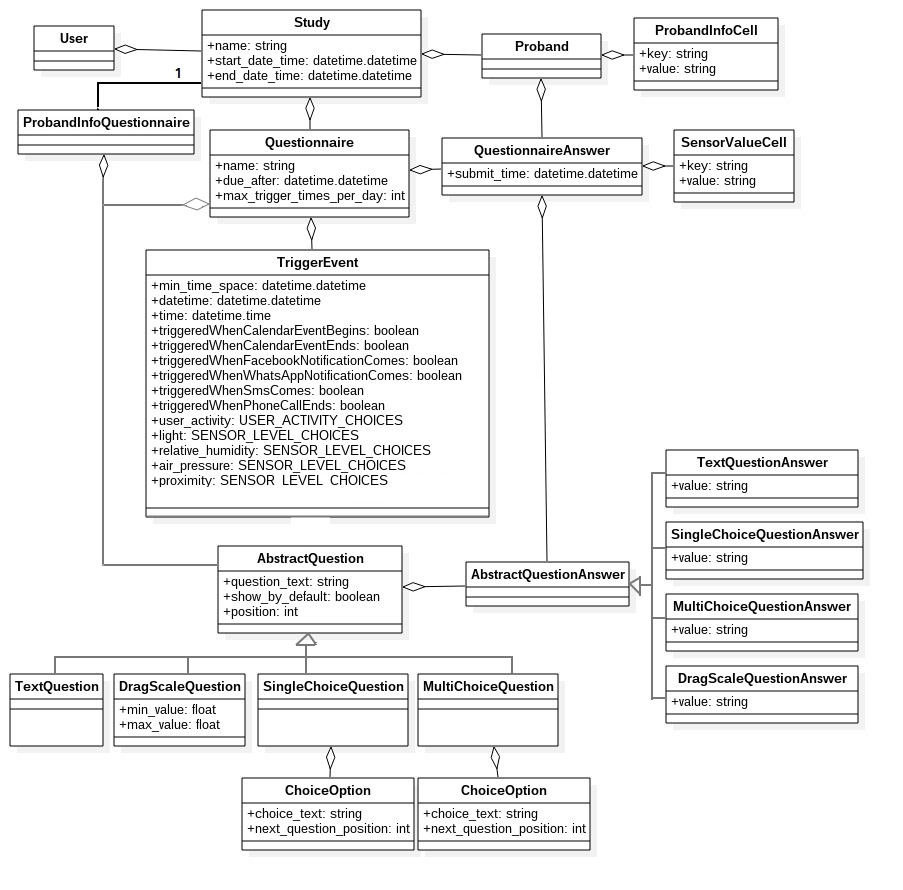 User
Study
+name: string
+start_date_time: datetime.datetime
+end_date_time: datetime.datetime
Proband
ProbandInfoCell
+key: string
+value: string
1
ProbandInfoQuestionnaire
Questionnaire
+name: string
+due_after: datetime.datetime
+max_trigger_times_per_day: int
QuestionnaireAnswer
+submit_time: datetime.datetime
SensorValueCell
+key: string
+value: string
TriggerEvent
+min_time_space: datetime.datetime
+datetime: datetime.datetime
+time: datetime.time
+triggeredWhenCalendarEventBegins: boolean
+triggeredWhenCalendarEventEnds: boolean
+triggeredWhenFacebookNotificationComes: boolean
+triggeredWhenWhatsAppNotificationComes: boolean
+triggeredWhenSmsComes: boolean
+triggeredWhenPhoneCallEnds: boolean
+user_activity: USER_ACTIVITY_CHOICES
+light: SENSOR_LEVEL_CHOICES
+relative_humidity: SENSOR_LEVEL_CHOICES
+air_pressure: SENSOR_LEVEL_CHOICES
+proximity: SENSOR_LEVEL_CHOICES
TextQuestionAnswer
+value: string
SingleChoiceQuestionAnswer
+value: string
MultiChoiceQuestionAnswer
+value: string
DragScaleQuestionAnswer
+value: string
AbstractQuestion
+question_text: string
+show_by_default: boolean
+position: int
AbstractQuestionAnswer
TextQuestion
DragScaleQuestion
+min_value: float
+max_value: float
SingleChoiceQuestion
MultiChoiceQuestion
ChoiceOption
+choice_text: string
+next_question_position: int
ChoiceOption
+choice_text: string
+next_question_position: int